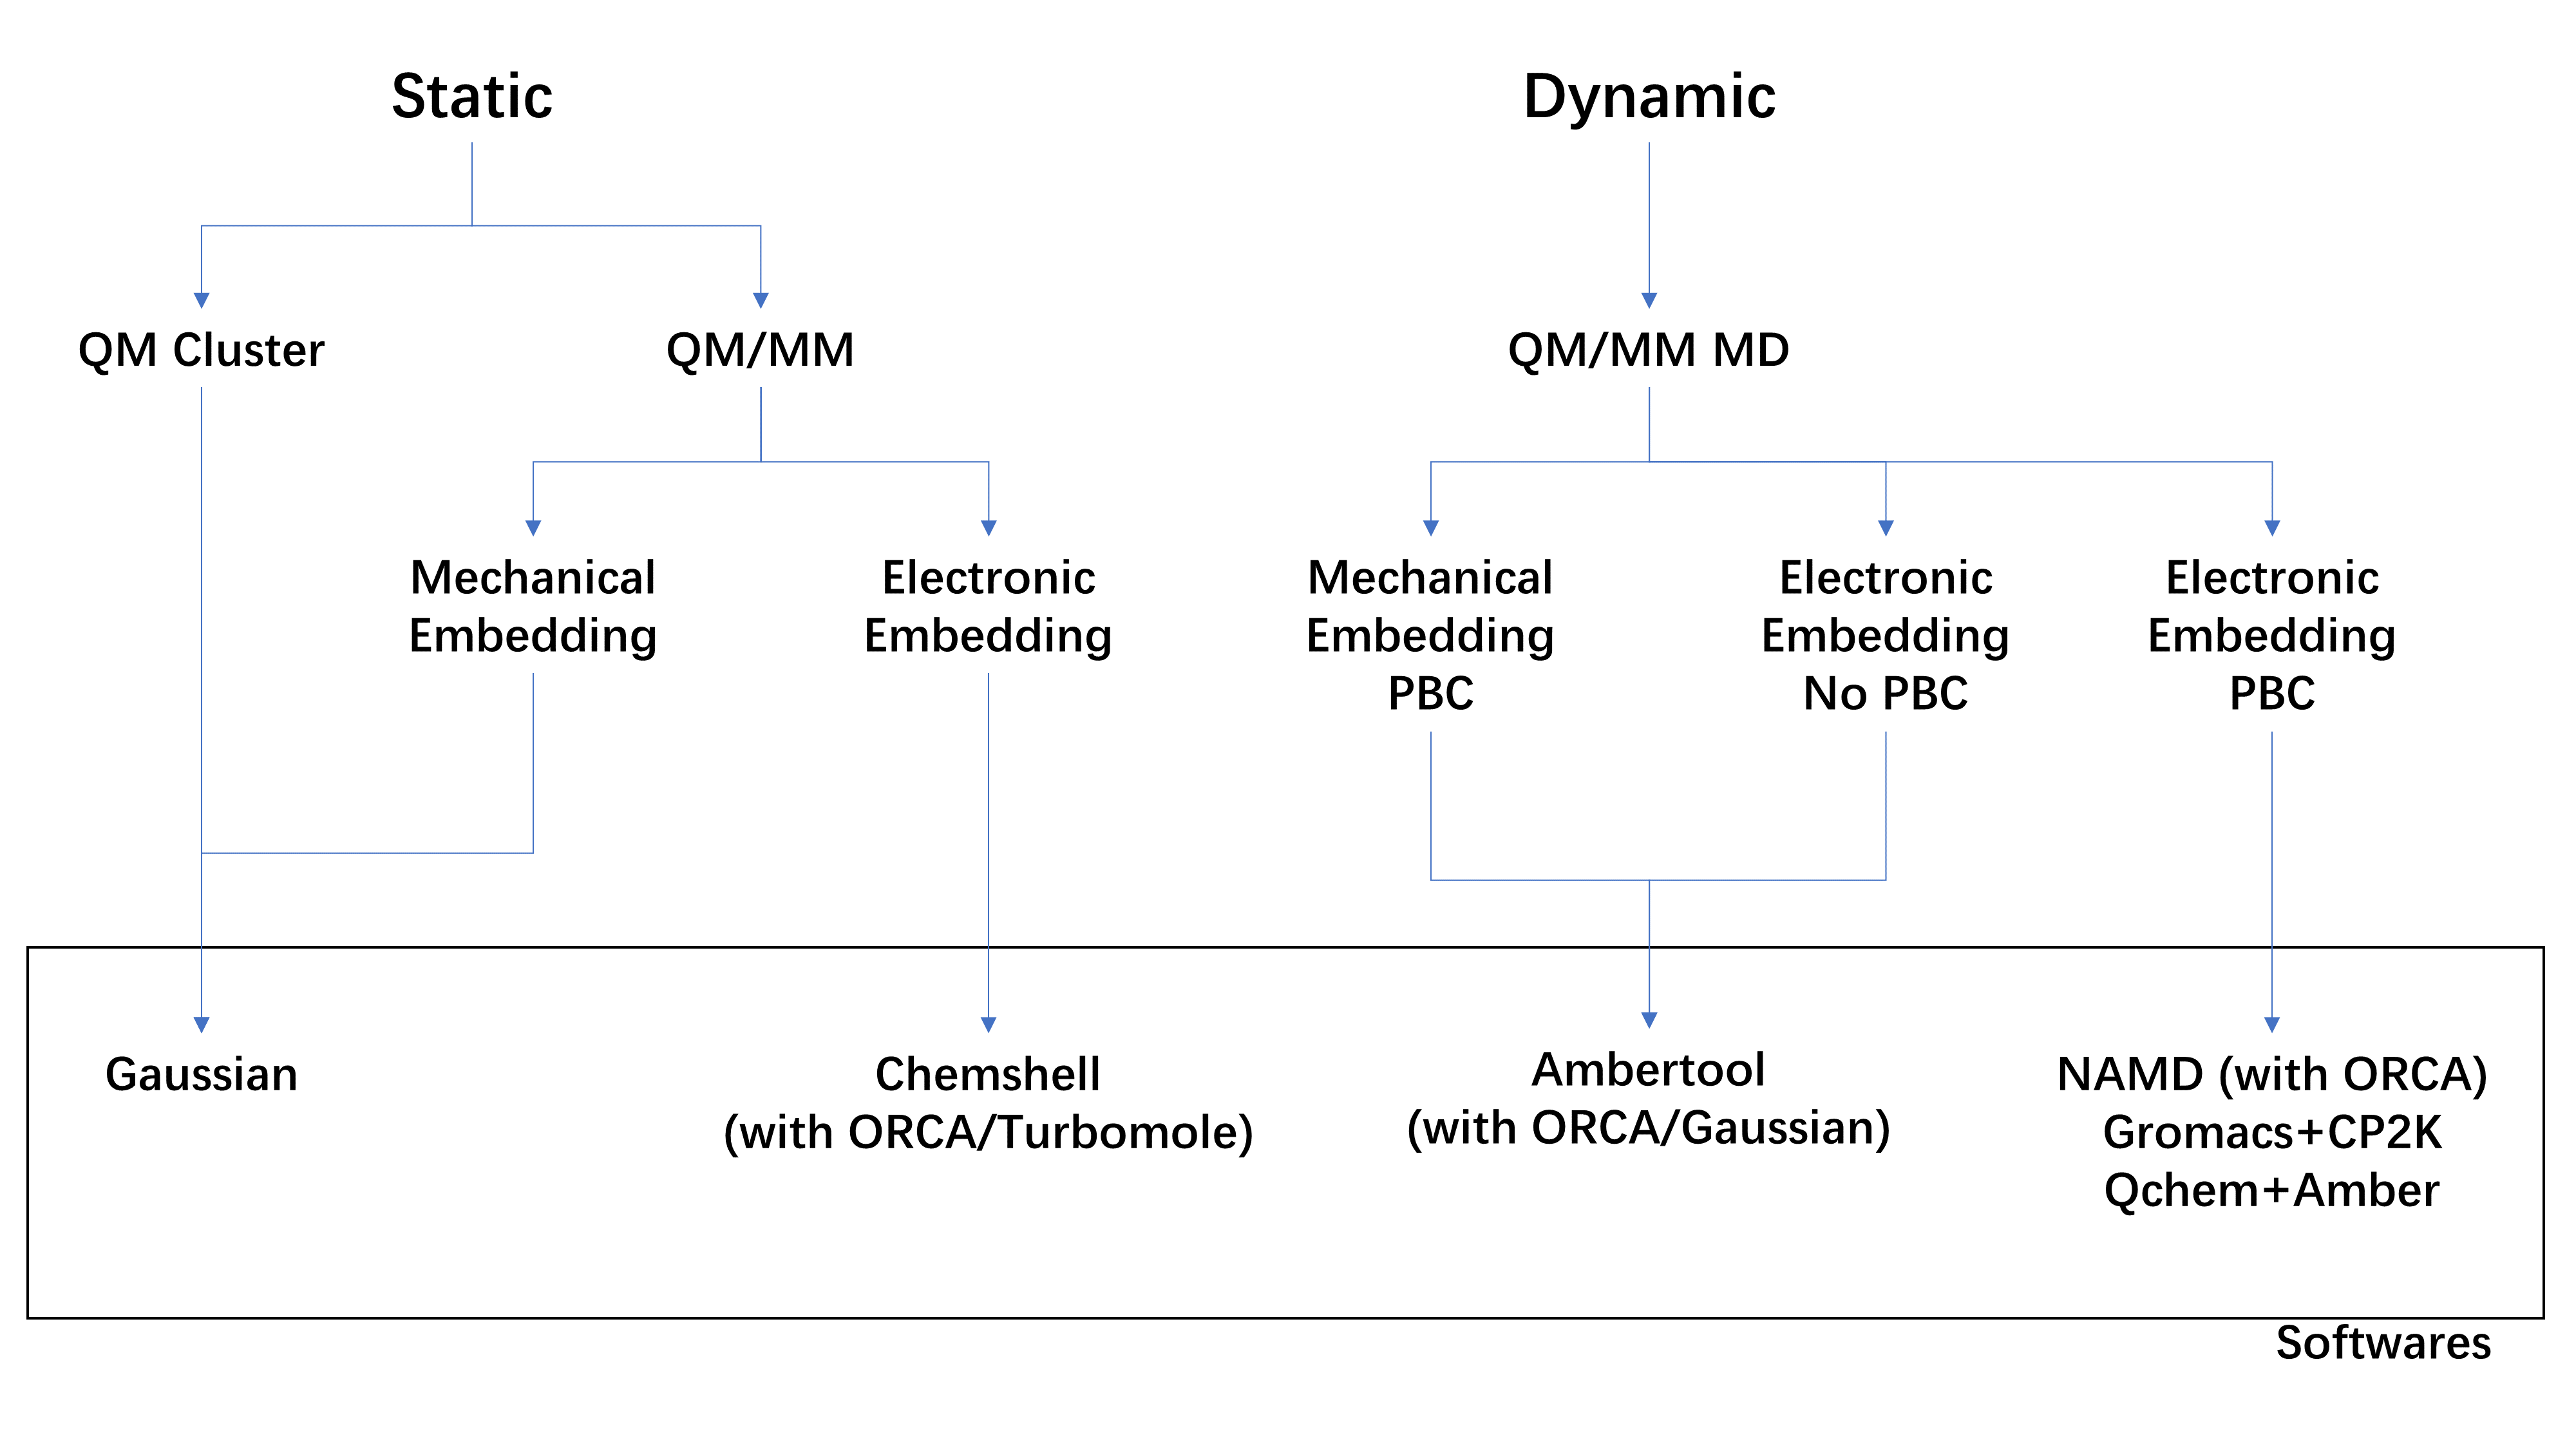 Static
Dynamic
QM Cluster
QM/MM
QM/MM MD
Mechanical
Embedding
Electronic
Embedding
Mechanical
Embedding
PBC
Electronic
Embedding
No PBC
Electronic
Embedding
PBC
Gaussian
Chemshell
(with ORCA/Turbomole)
Ambertool
(with ORCA/Gaussian)
NAMD (with ORCA)
Gromacs+CP2K
Qchem+Amber
Softwares